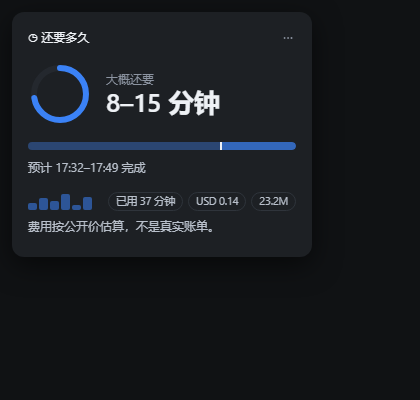 还要多久
···
大概还要
8–15 分钟
预计 17:32–17:49 完成
已用 37 分钟 USD 0.14 23.2M
费用按公开价估算，不是真实账单。